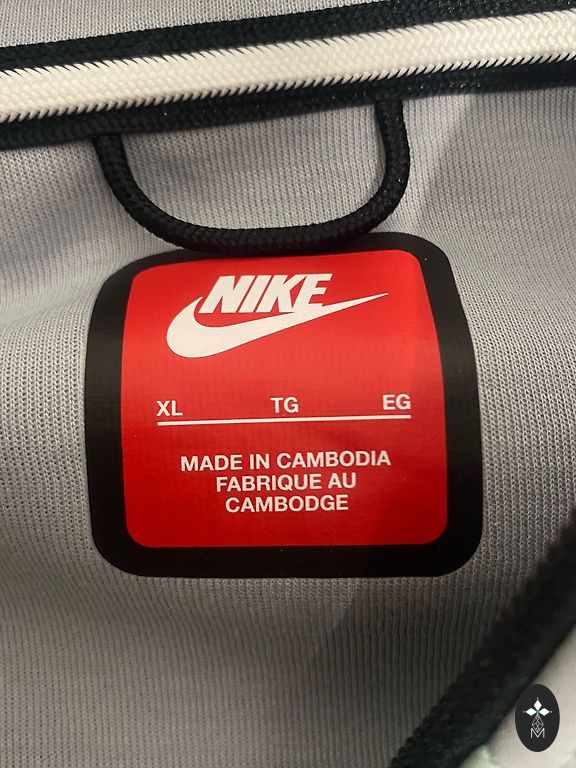 NIKE
XL TG EG
MADE IN CAMBODIA
FABRIQUE AU
CAMBODGE